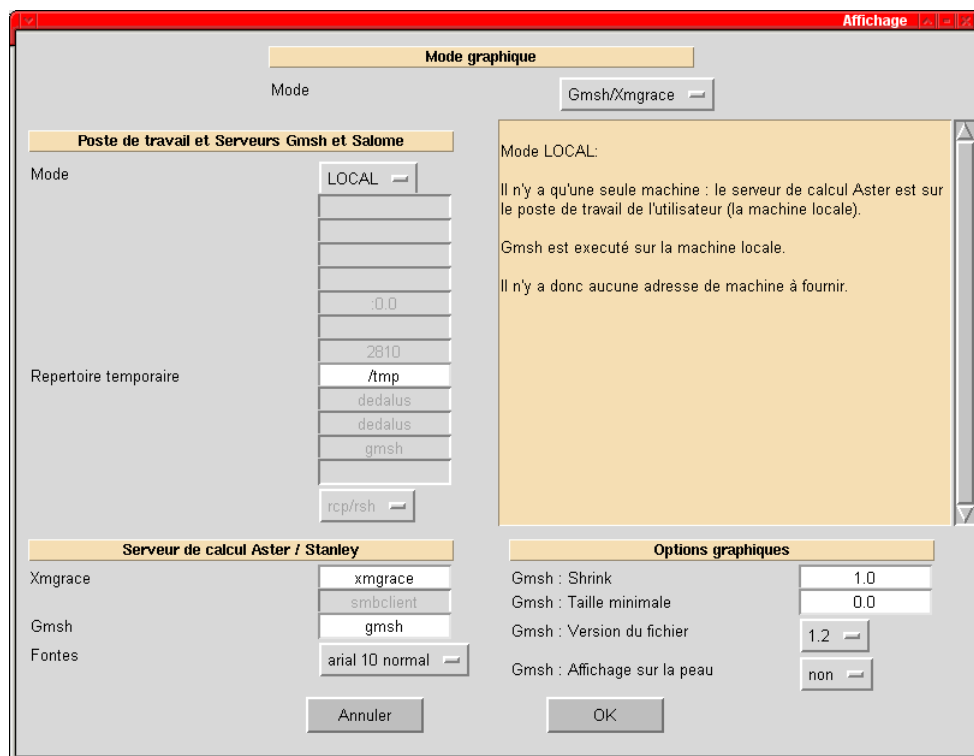 Affichage
Mode graphique
Mode
Gmsh/Xmgrace
Poste de travail et Serveurs Gmsh et Salome
Mode
LOCAL
:0.0
2810
Repertoire temporaire
/tmp
dedalus
dedalus
gmsh
rcp/rsh
Mode LOCAL:
Il n'y a qu'une seule machine : le serveur de calcul Aster est sur
le poste de travail de l'utilisateur (la machine locale).
Gmsh est executé sur la machine locale.
Il n'y a donc aucune adresse de machine à fournir.
Serveur de calcul Aster / Stanley
Xmgrace
xmgrace
smbclient
Gmsh
gmsh
Fontes
arial 10 normal
Options graphiques
Gmsh : Shrink
1.0
Gmsh : Taille minimale
0.0
Gmsh : Version du fichier
1.2
Gmsh : Affichage sur la peau
non
Annuler
OK